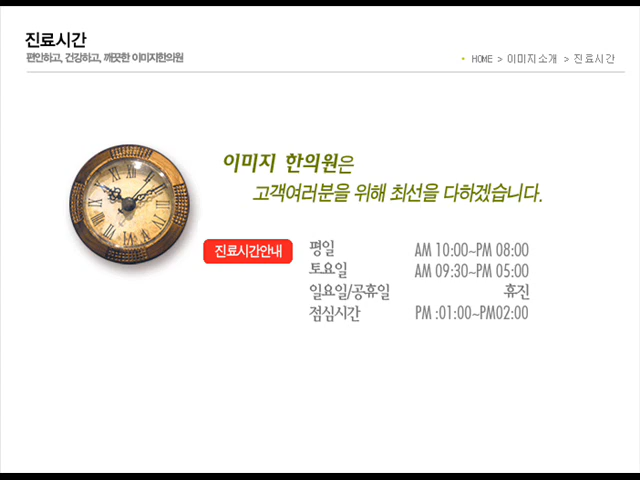 진료시간
편안하고, 건강하고, 깨끗한 이미지한의원
HOME > 이미지소개 > 진료시간
이미지 한의원은
고객여러분을 위해 최선을 다하겠습니다.
진료시간안내
평일 AM 10:00~PM 08:00
토요일 AM 09:30~PM 05:00
일요일/공휴일 휴진
점심시간 PM :01:00~PM02:00